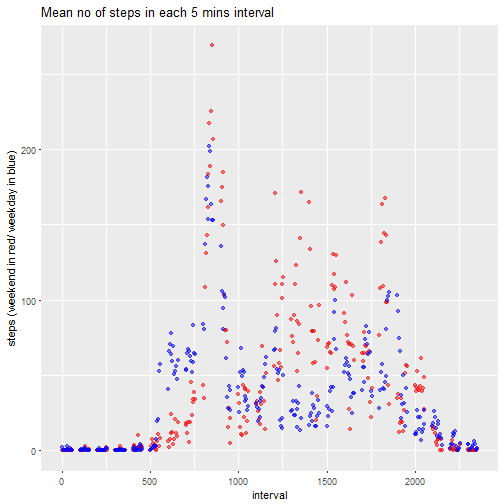 Mean no of steps in each 5 mins interval
steps (weekend in red/ weekday in blue)
200
100
0
0
500
1000
1500
2000
interval